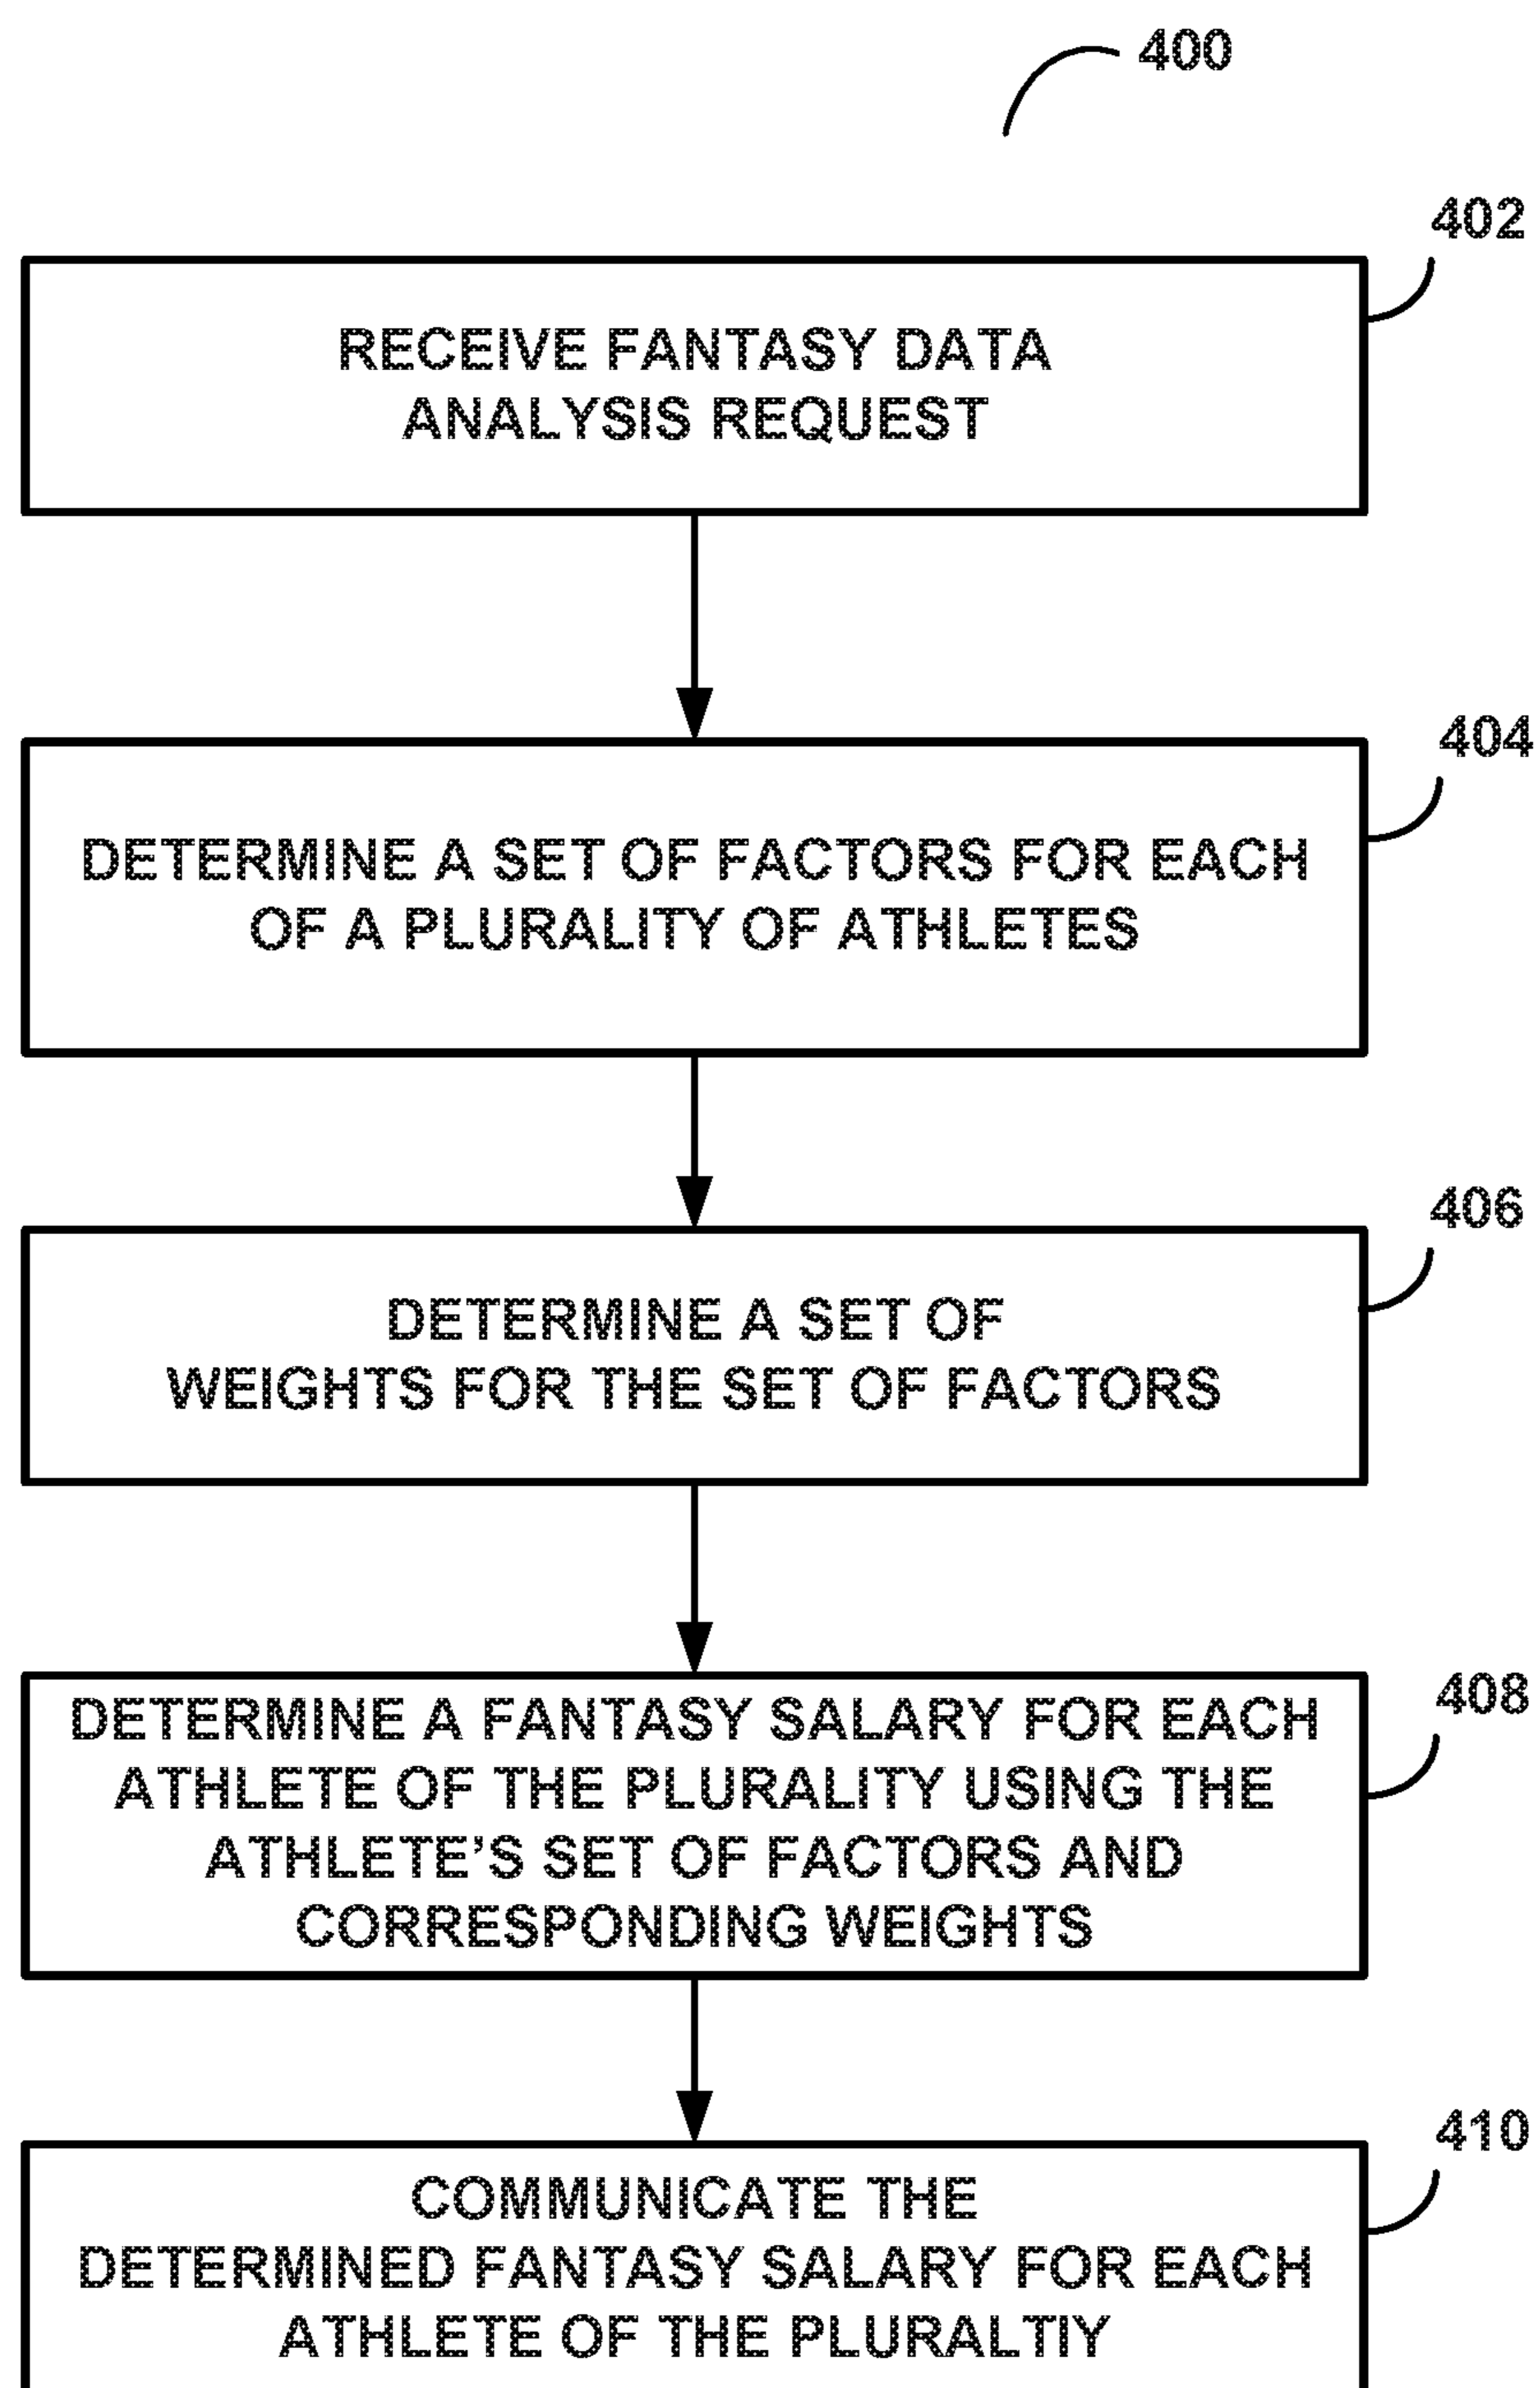 400
402
RECEIVE FANTASY DATA
ANALYSIS REQUEST
404
DETERMINE A SET OF FACTORS FOR EACH
OF A PLURALITY OF ATHLETES
406
DETERMINE A SET OF
WEIGHTS FOR THE SET OF FACTORS
408
DETERMINE A FANTASY SALARY FOR EACH
ATHLETE OF THE PLURALITY USING THE
ATHLETE’S SET OF FACTORS AND
CORRESPONDING WEIGHTS
410
COMMUNICATE THE
DETERMINED FANTASY SALARY FOR EACH
ATHLETE OF THE PLURALTIY